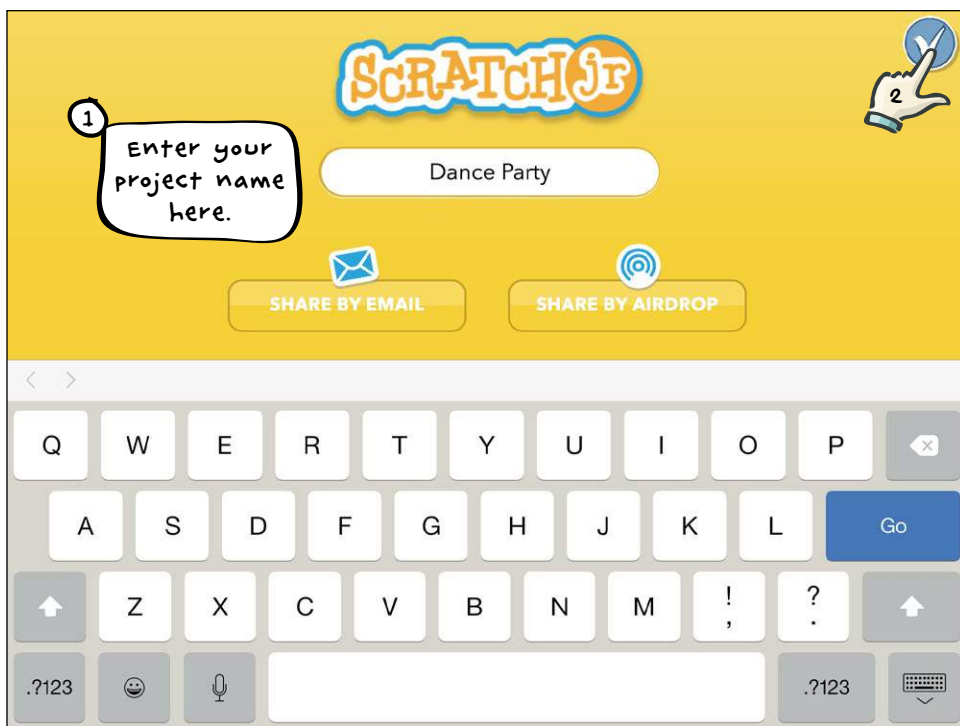 SCRATCHJr
1
Enter your
project name
here.
2
Dance Party
SHARE BY EMAIL
SHARE BY AIRDROP
Q W E R T Y U I O P
A S D F G H J K L Go
Z X C V B N M ! , ? .
.?123 .?123